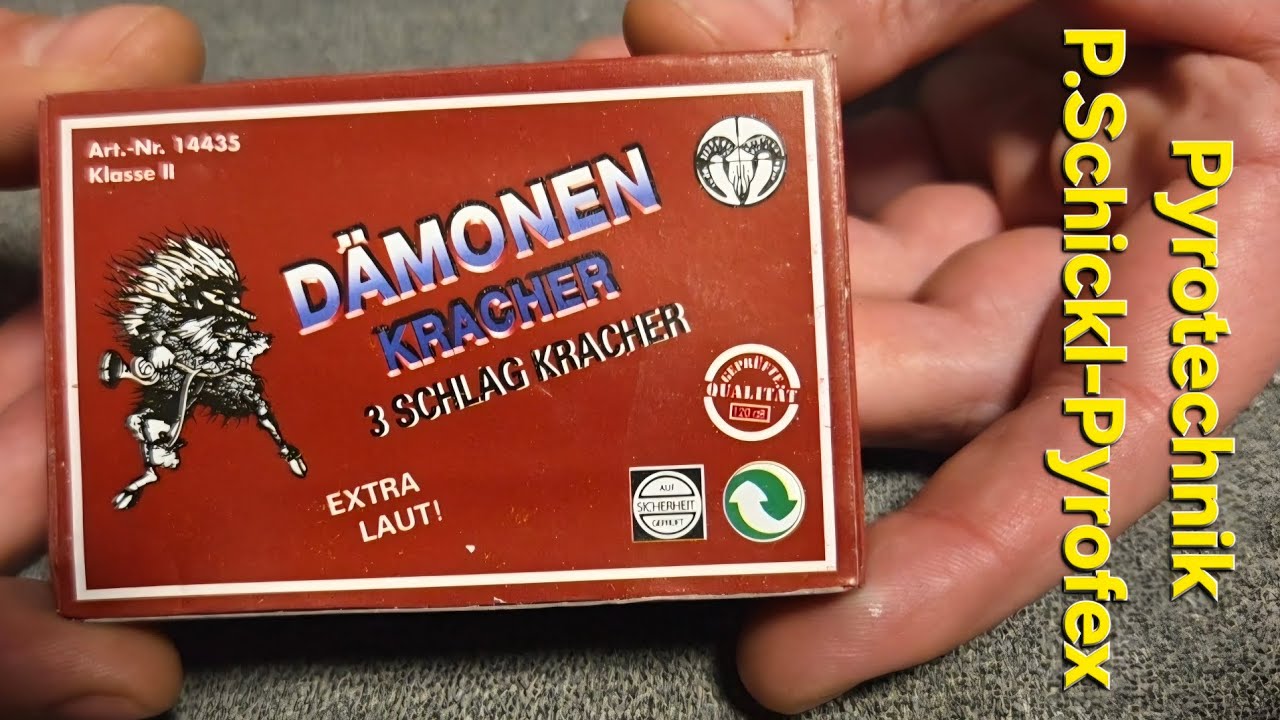 Art.-Nr. 14435
Klasse II
DÄMONEN
KRACHER
3 SCHLAG KRACHER
EXTRA
LAUT!
GEPRÜFTE
QUALITÄT
120 dB
AUF
SICHERHEIT
GEPRÜFT
Pyrotechnik
P.Schickl-Pyrofex